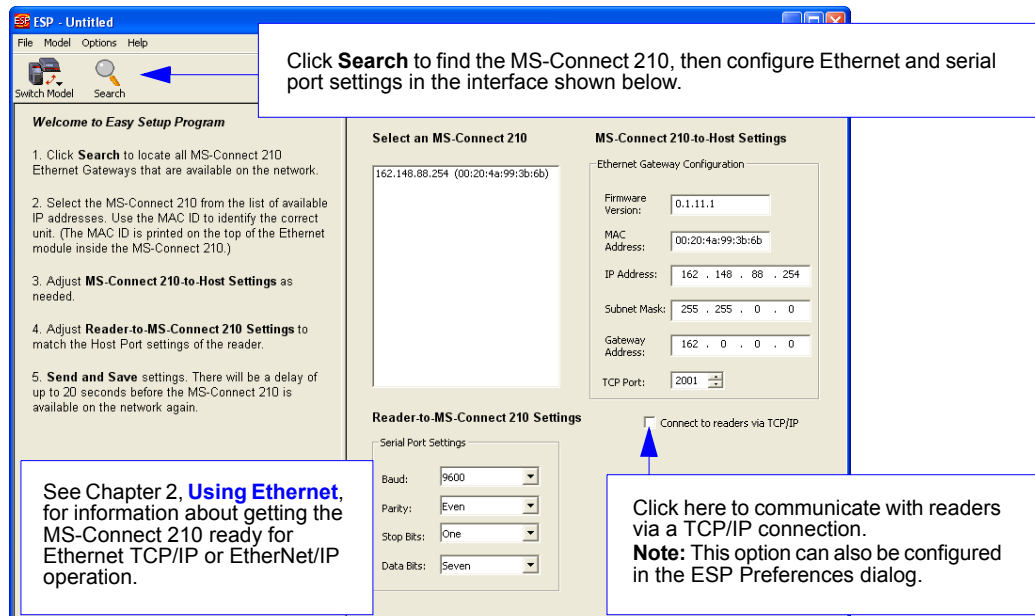 ESP - Untitled
File Model Options Help
Switch Model Search
Click Search to find the MS-Connect 210, then configure Ethernet and serial
port settings in the interface shown below.
Welcome to Easy Setup Program
1. Click Search to locate all MS-Connect 210
Ethernet Gateways that are available on the network.
2. Select the MS-Connect 210 from the list of available
IP addresses. Use the MAC ID to identify the correct
unit. (The MAC ID is printed on the top of the Ethernet
module inside the MS-Connect 210.)
3. Adjust MS-Connect 210-to-Host Settings as
needed.
4. Adjust Reader-to-MS-Connect 210 Settings to
match the Host Port settings of the reader.
5. Send and Save settings. There will be a delay of
up to 20 seconds before the MS-Connect 210 is
available on the network again.
See Chapter 2, Using Ethernet,
for information about getting the
MS-Connect 210 ready for
Ethernet TCP/IP or EtherNet/IP
operation.
Select an MS-Connect 210
162.148.88.254 (00:20:4a:99:3b:6b)
MS-Connect 210-to-Host Settings
Ethernet Gateway Configuration
Firmware
Version: 0.1.11.1
MAC
Address: 00:20:4a:99:3b:6b
IP Address: 162 . 148 . 88 . 254
Subnet Mask: 255 . 255 . 0 . 0
Gateway
Address: 162 . 0 . 0 . 0
TCP Port: 2001
Reader-to-MS-Connect 210 Settings
Serial Port Settings
Baud: 9600
Parity: Even
Stop Bits: One
Data Bits: Seven
Connect to readers via TCP/IP
Click here to communicate with readers
via a TCP/IP connection.
Note: This option can also be configured
in the ESP Preferences dialog.